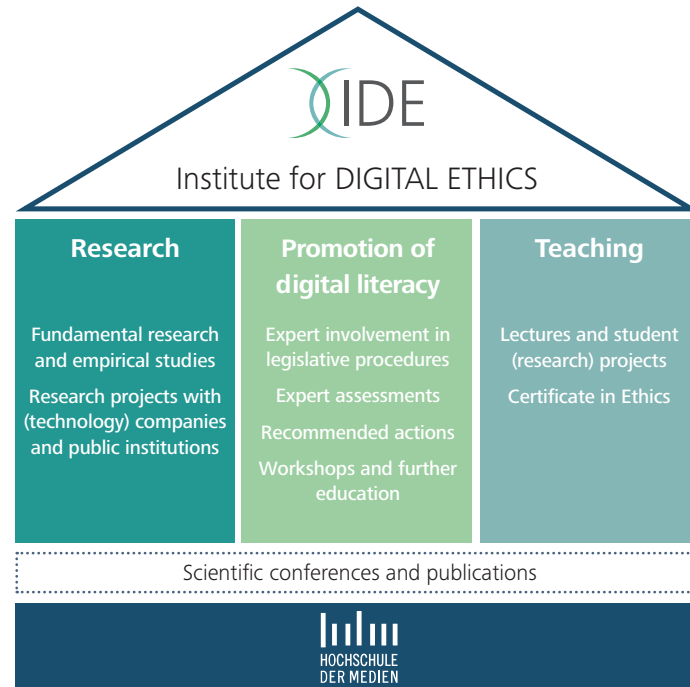 IDE
Institute for DIGITAL ETHICS
Research
Fundamental research
and empirical studies
Research projects with
(technology) companies
and public institutions
Promotion of
digital literacy
Expert involvement in
legislative procedures
Expert assessments
Recommended actions
Workshops and further
education
Teaching
Lectures and student
(research) projects
Certificate in Ethics
Scientific conferences and publications
HOCHSCHULE
DER MEDIEN